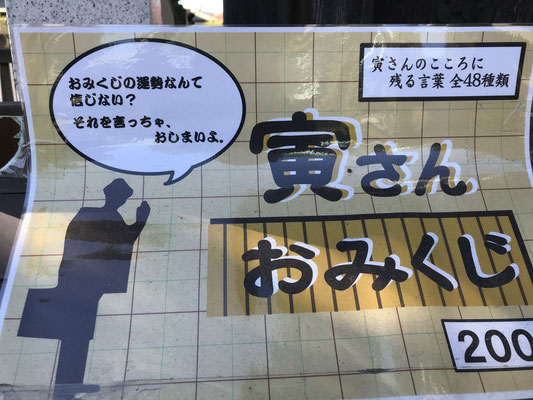 おみくじの運勢なんて
信じない？
それを言っちゃ、
おしまいよ。
寅さんのこころに
残る言葉 全48種類
寅さん
おみくじ
200